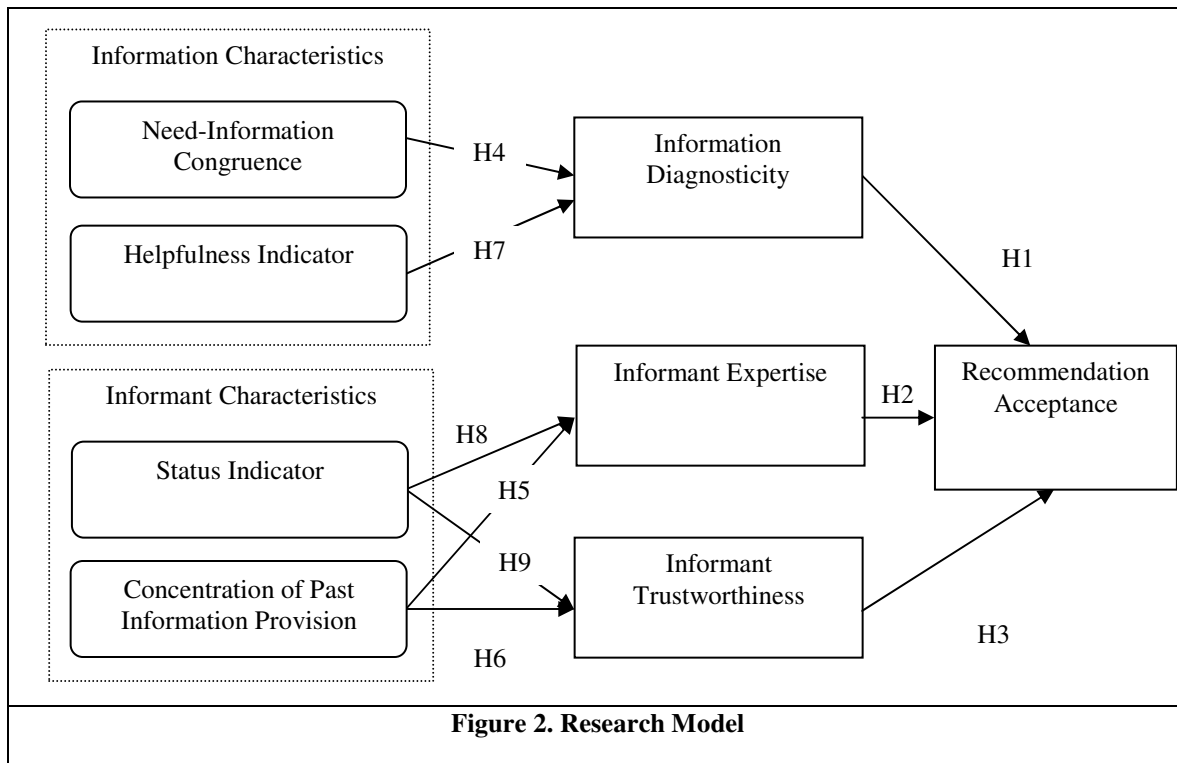 Information Characteristics
Need-Information
Congruence
Helpfulness Indicator
H4
H7
Information
Diagnosticity
H1
Informant Characteristics
Status Indicator
Concentration of Past
Information Provision
H8
H5
H9
H6
Informant Expertise
H2
Informant
Trustworthiness
H3
Recommendation
Acceptance
Figure 2. Research Model